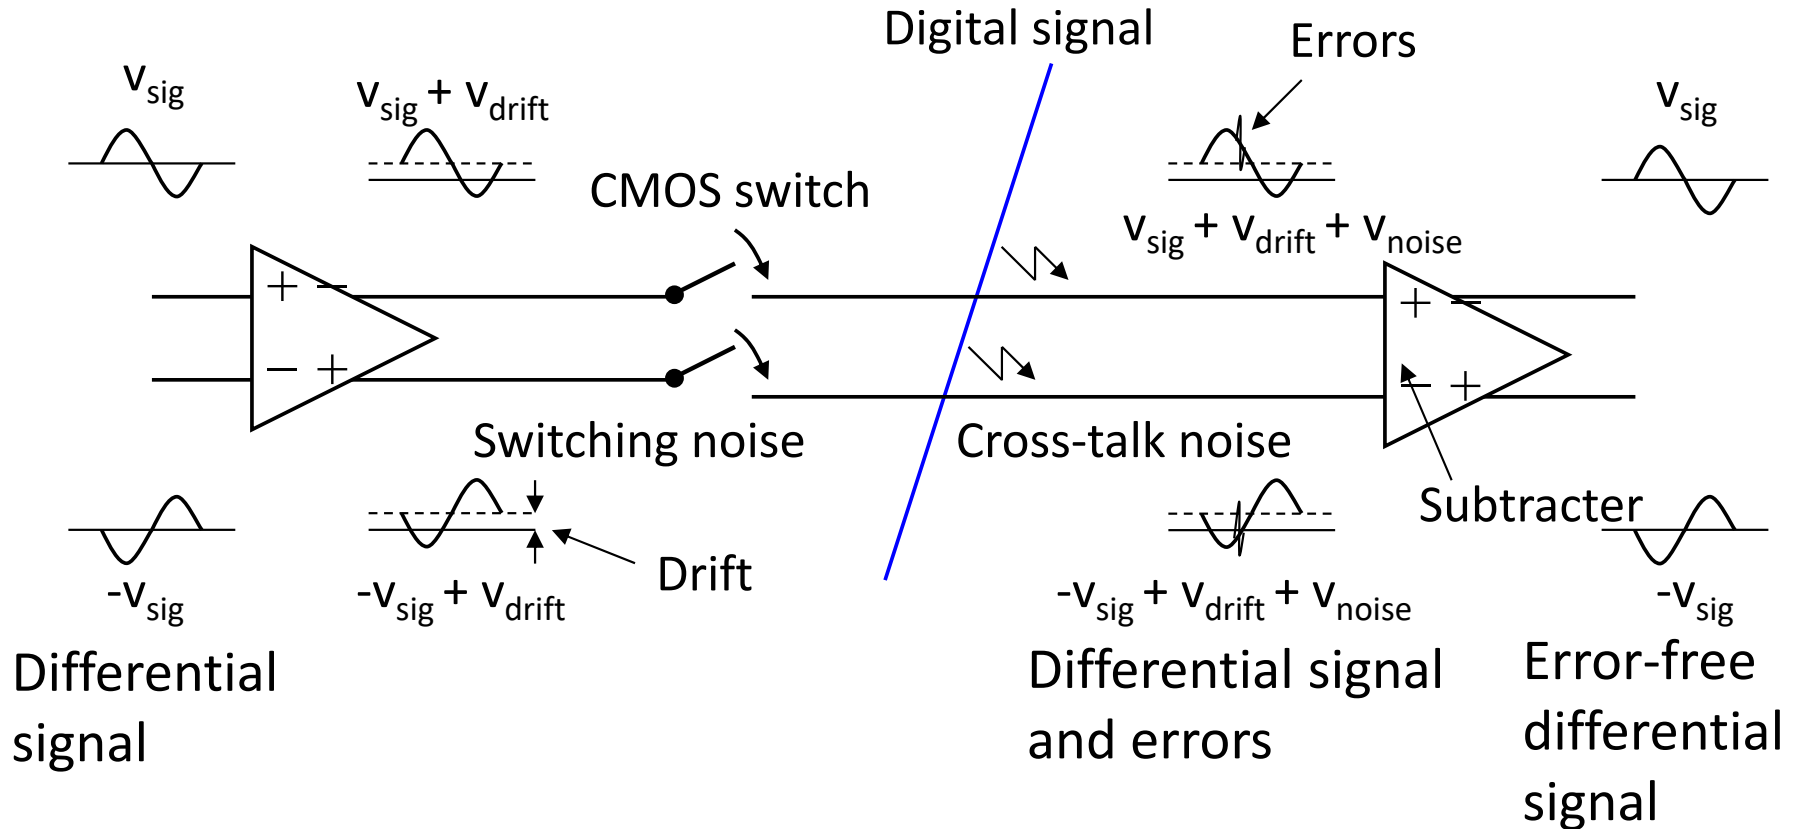 Digital signal
Errors
vsig
vsig + vdrift
vsig
CMOS switch
vsig + vdrift + vnoise
+ −
+ −
− +
− +
Switching noise
Cross-talk noise
Subtracter
Drift
-vsig
-vsig + vdrift
-vsig + vdrift + vnoise
-vsig
Differential
signal
Differential signal
and errors
Error-free
differential
signal